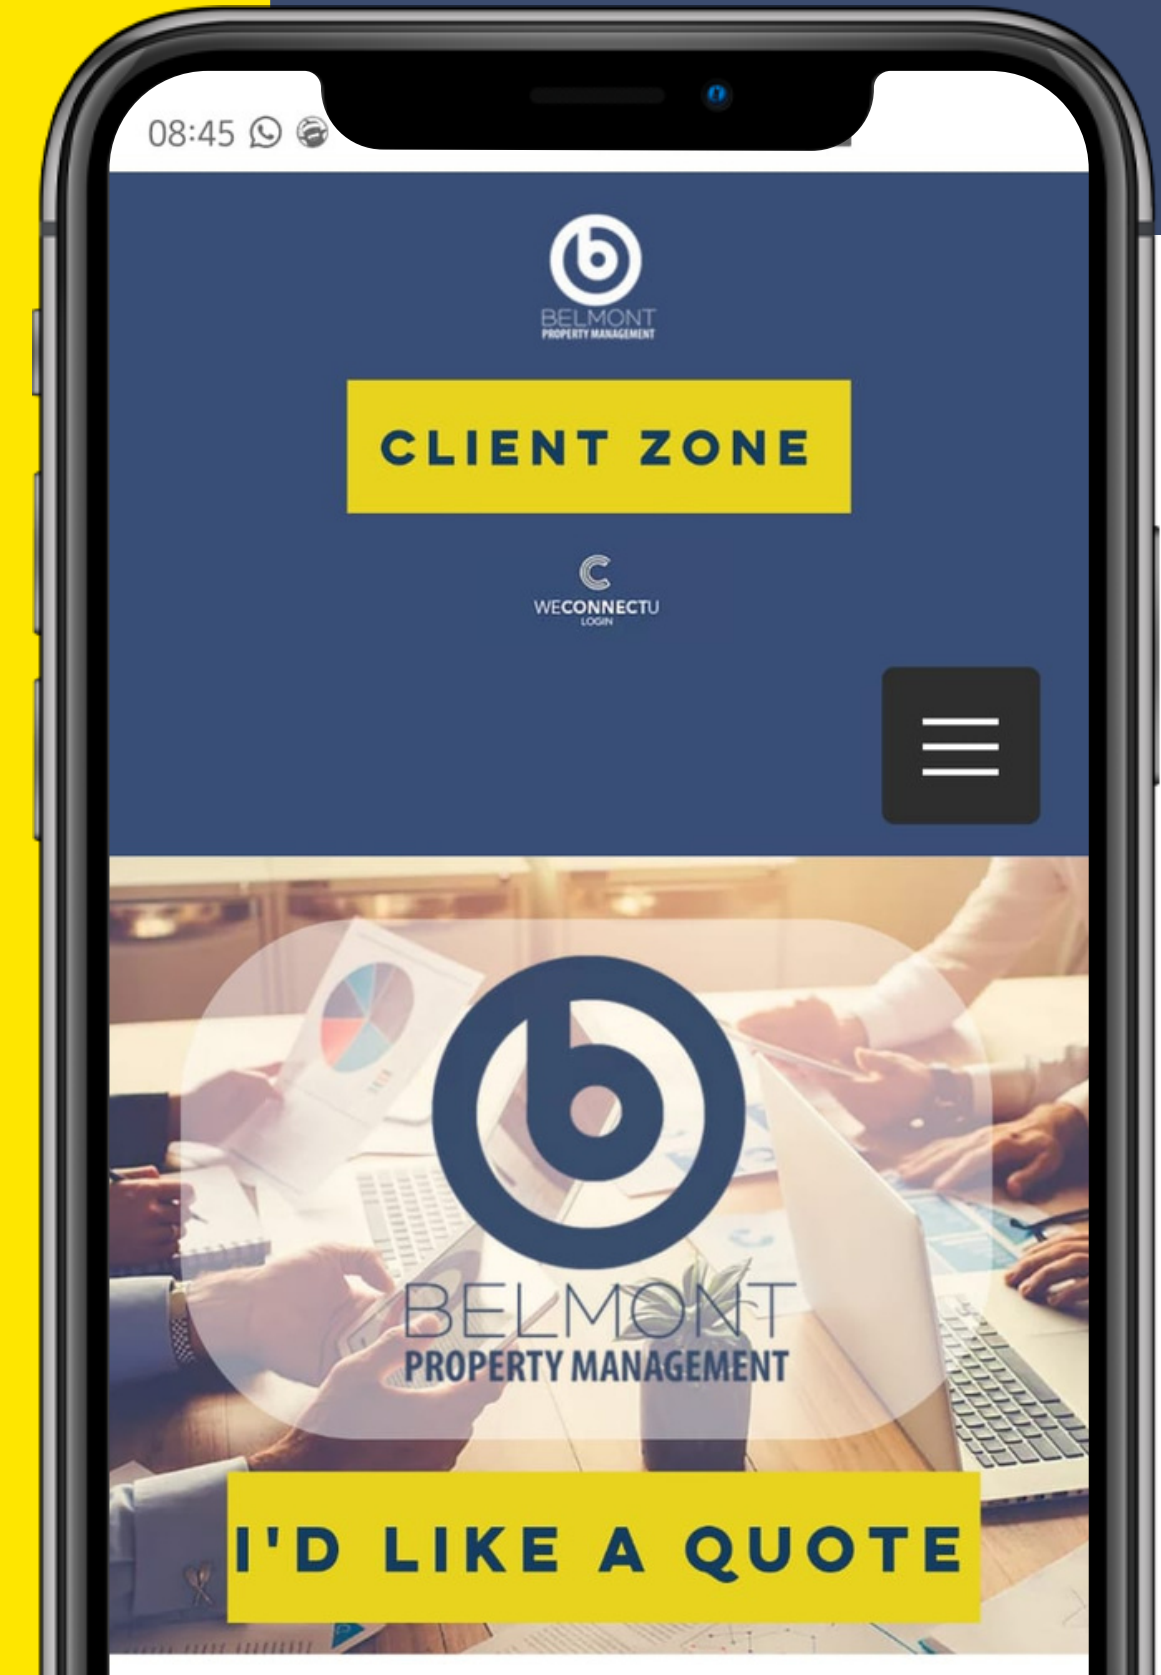 08:45
BELMONT
PROPERTY MANAGEMENT
CLIENT ZONE
WECONNECTU
LOGIN
BELMONT
PROPERTY MANAGEMENT
I'D LIKE A QUOTE